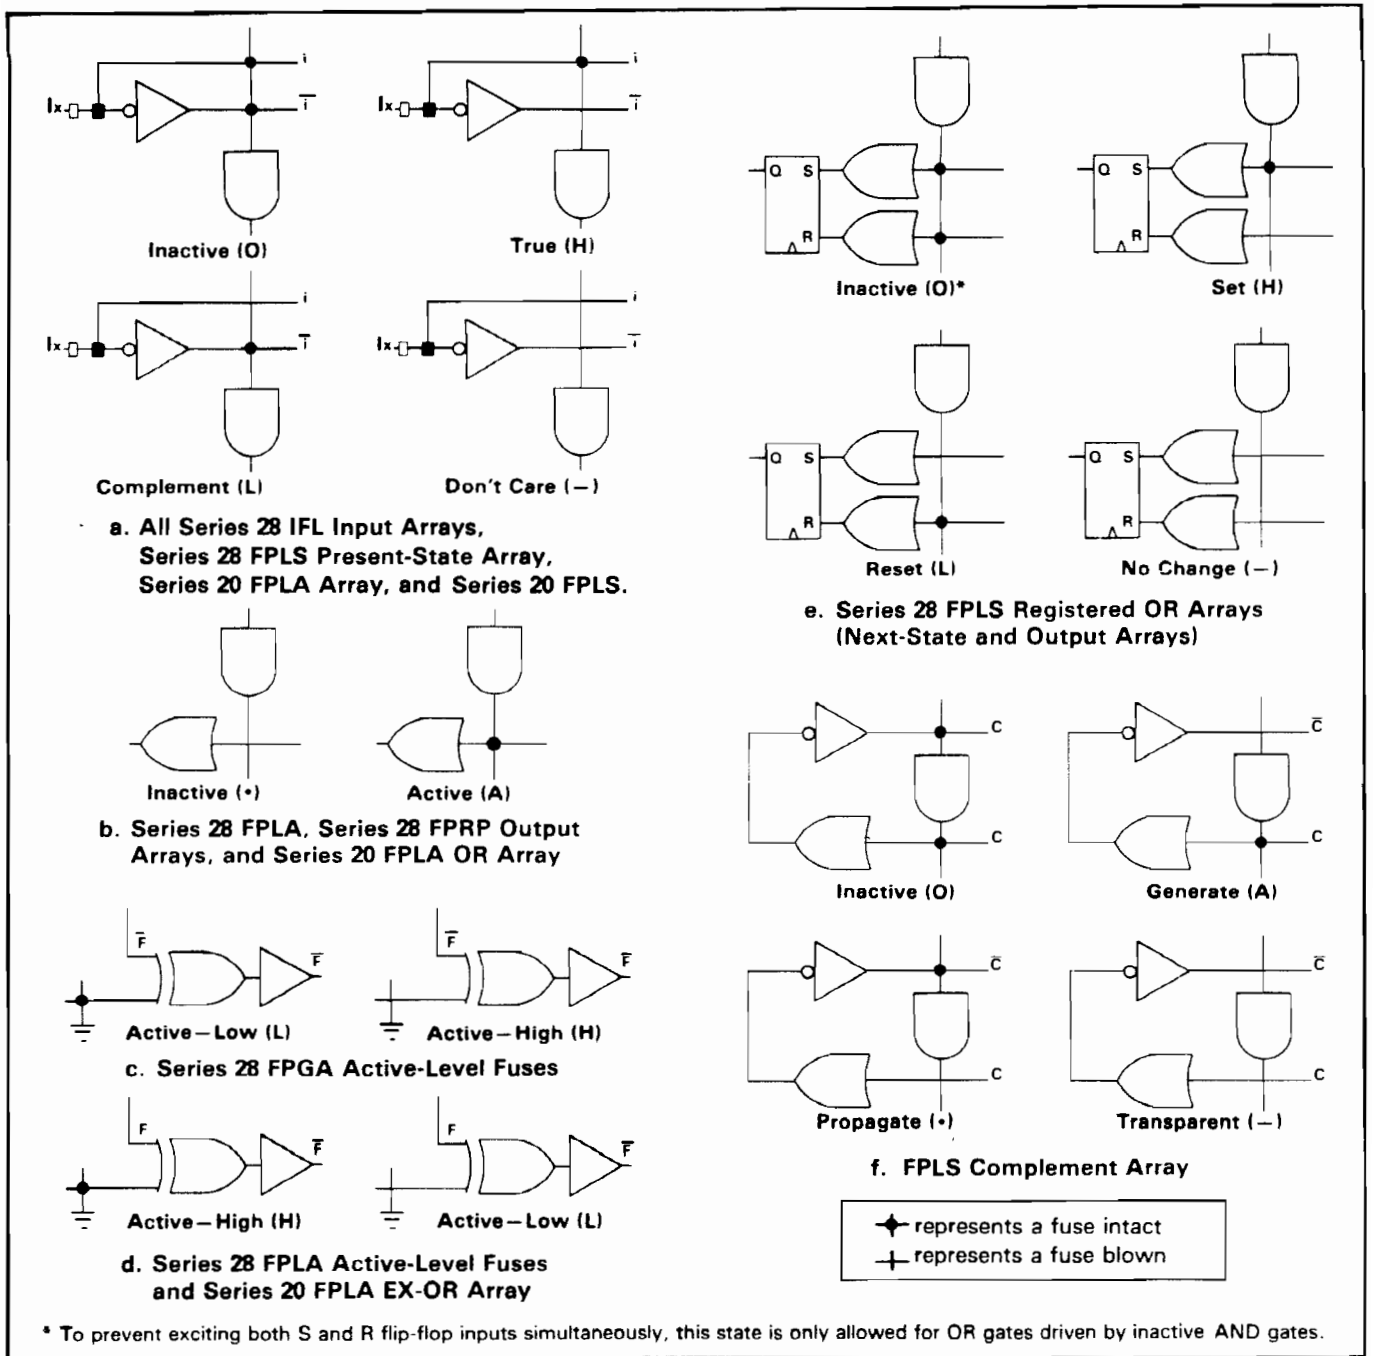 Ix i
i̅
Inactive (O)
Ix i
i̅
True (H)
Ix i
i̅
Complement (L)
Ix i
i̅
Don't Care (—)
a. All Series 28 IFL Input Arrays,
Series 28 FPLS Present-State Array,
Series 20 FPLA Array, and Series 20 FPLS.
Inactive (•)
Active (A)
b. Series 28 FPLA, Series 28 FPRP Output
Arrays, and Series 20 FPLA OR Array
F̅ F̅
Active—Low (L)
F̅ F̅
Active—High (H)
c. Series 28 FPGA Active-Level Fuses
F F̅
Active—High (H)
F F̅
Active—Low (L)
d. Series 28 FPLA Active-Level Fuses
and Series 20 FPLA EX-OR Array
Q S
R
Inactive (O)*
Q S
R
Set (H)
Q S
R
Reset (L)
Q S
R
No Change (—)
e. Series 28 FPLS Registered OR Arrays
(Next-State and Output Arrays)
C
C
Inactive (O)
C̅
C
Generate (A)
C̅
C
Propagate (•)
C̅
C
Transparent (—)
f. FPLS Complement Array
represents a fuse intact
represents a fuse blown
* To prevent exciting both S and R flip-flop inputs simultaneously, this state is only allowed for OR gates driven by inactive AND gates.